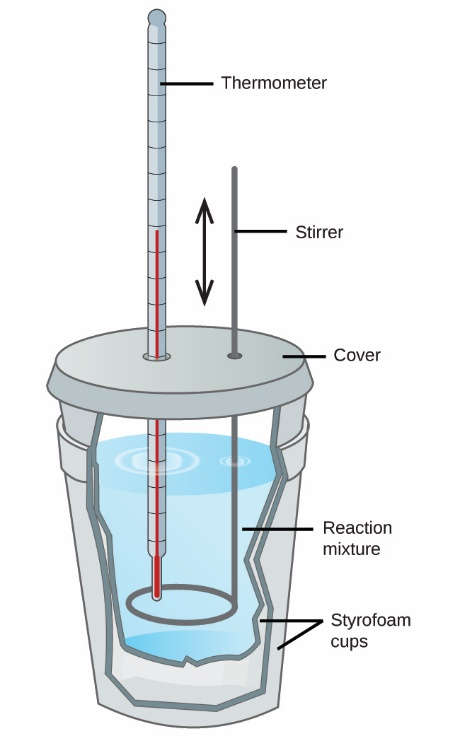 Thermometer
Stirrer
Cover
Reaction
mixture
Styrofoam
cups